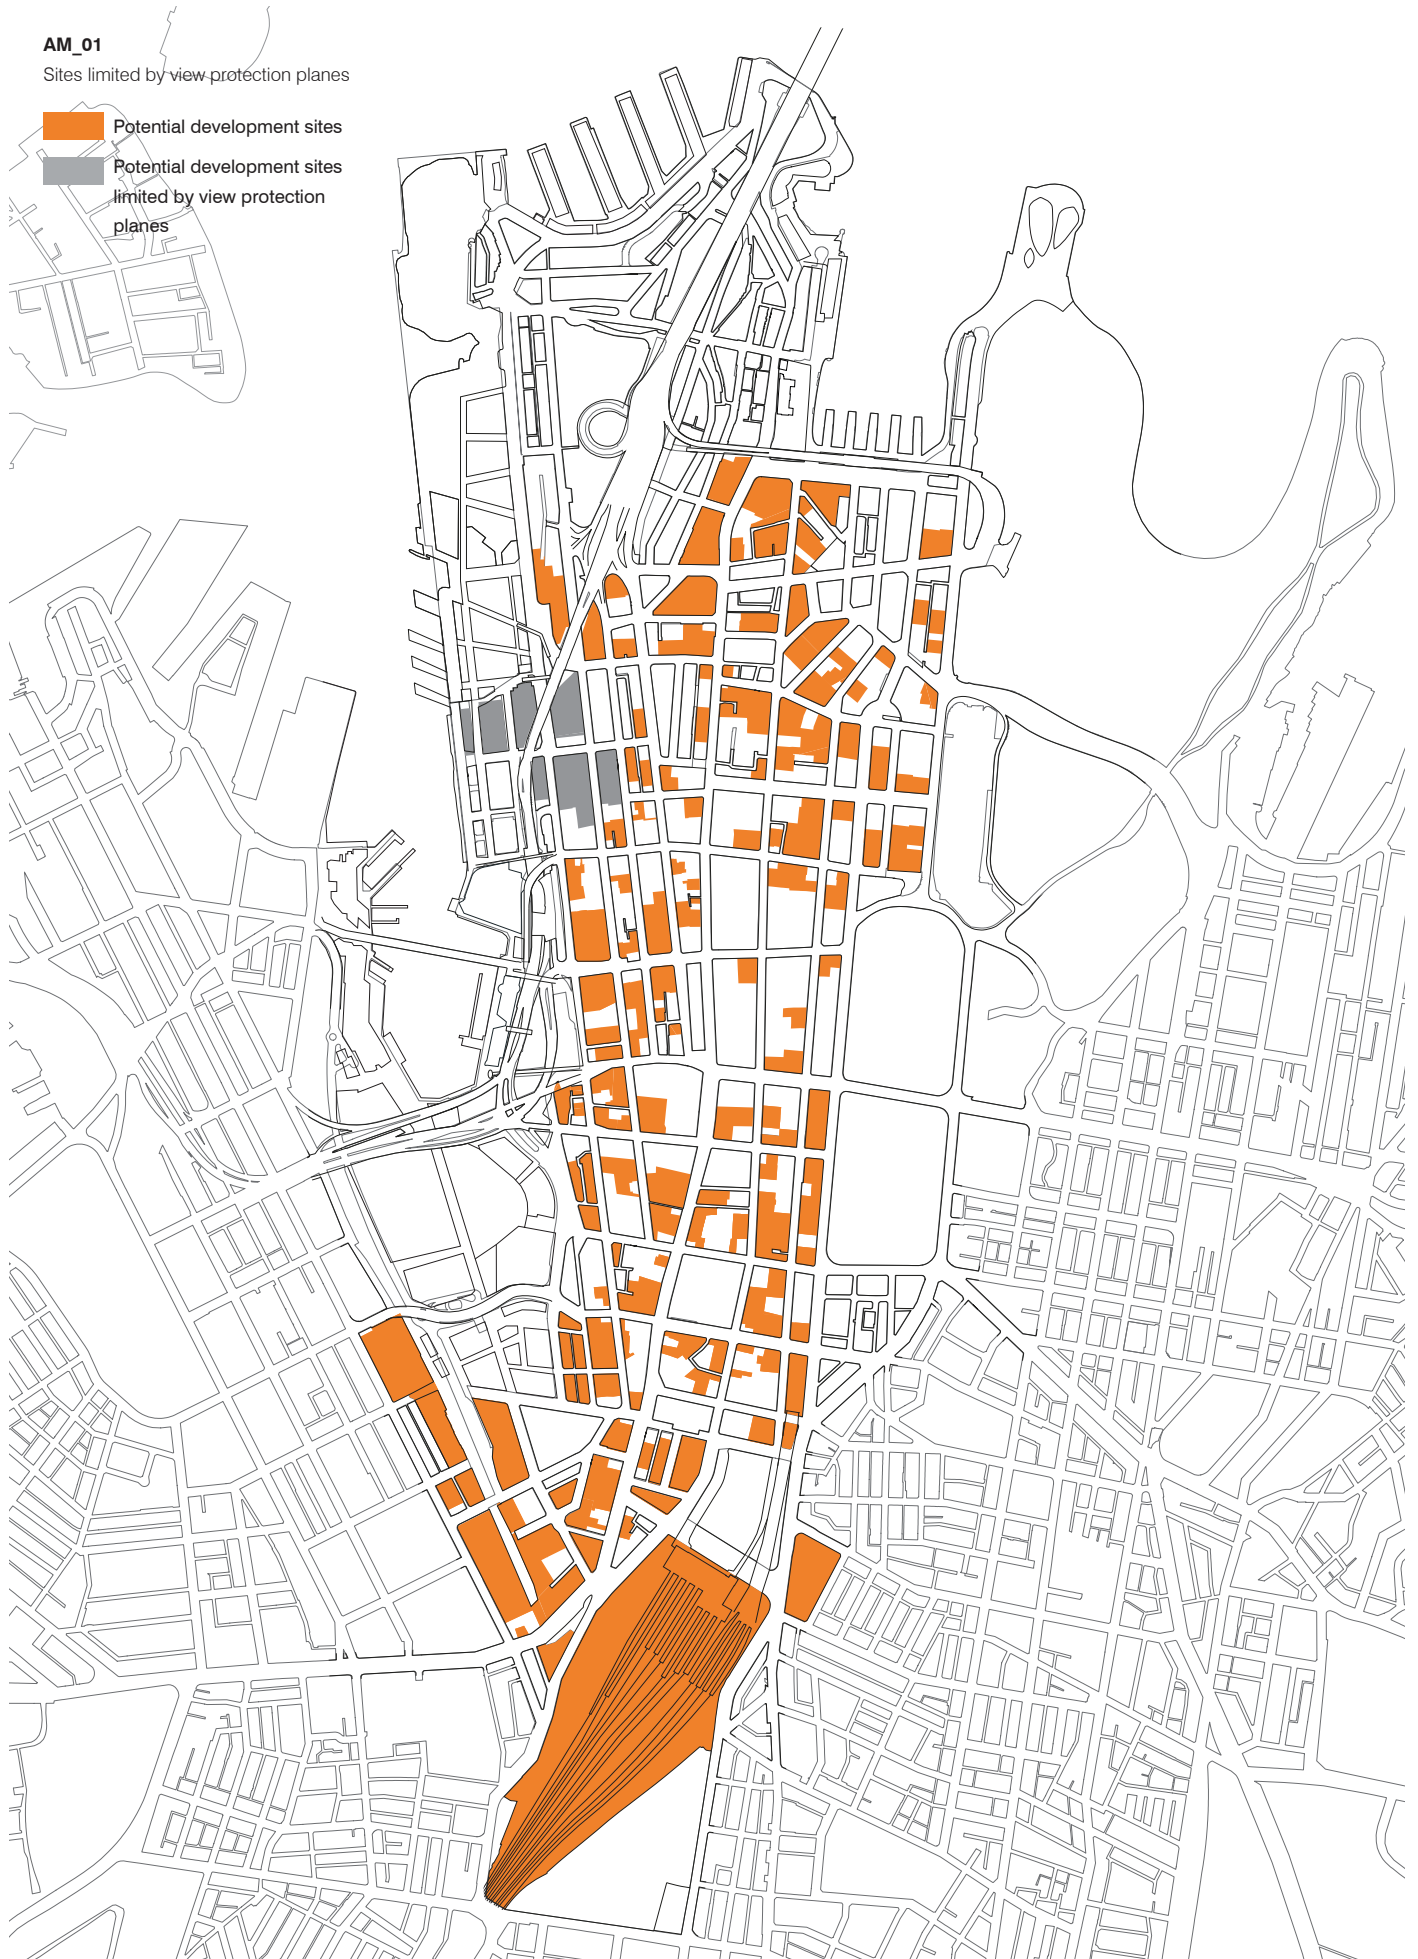 AM_01
Sites limited by view protection planes
Potential development sites
Potential development sites
limited by view protection
planes